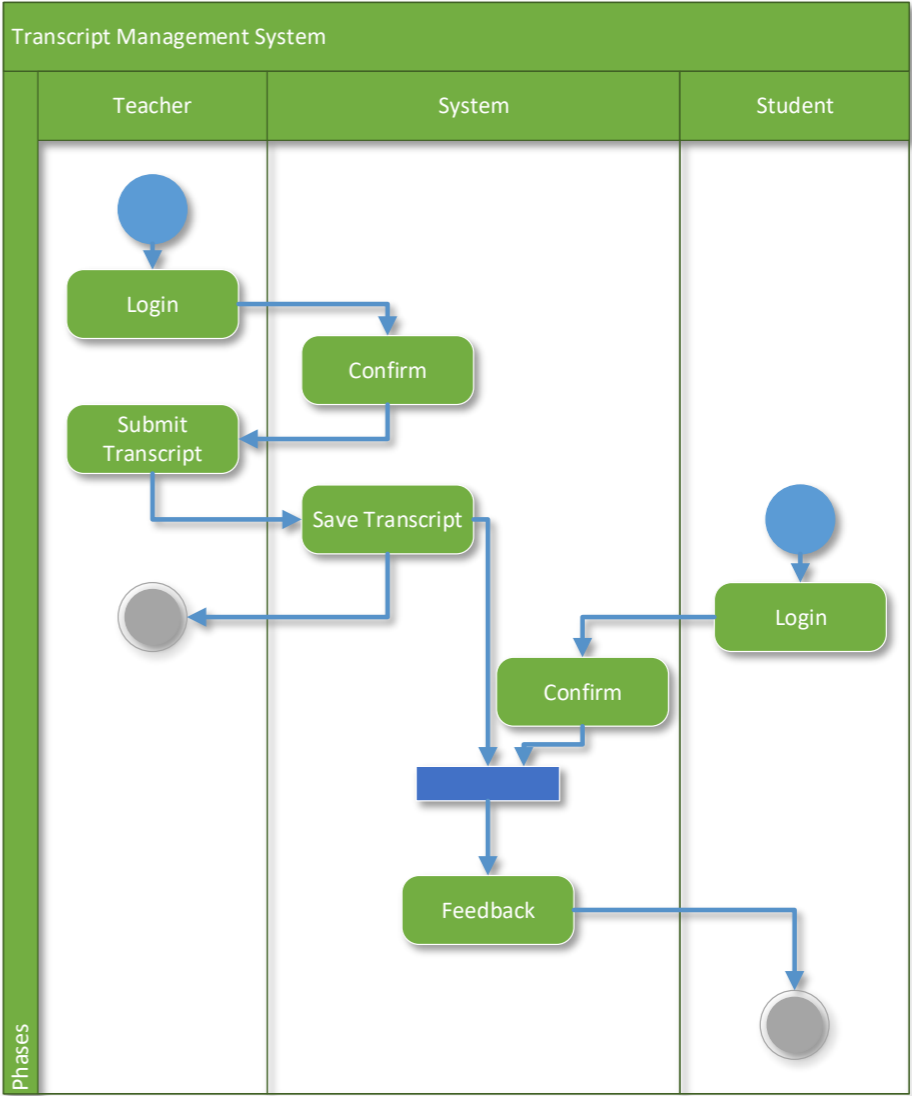 Transcript Management System
Teacher
System
Student
Login
Confirm
Submit
Transcript
Save Transcript
Login
Confirm
Feedback
Phases